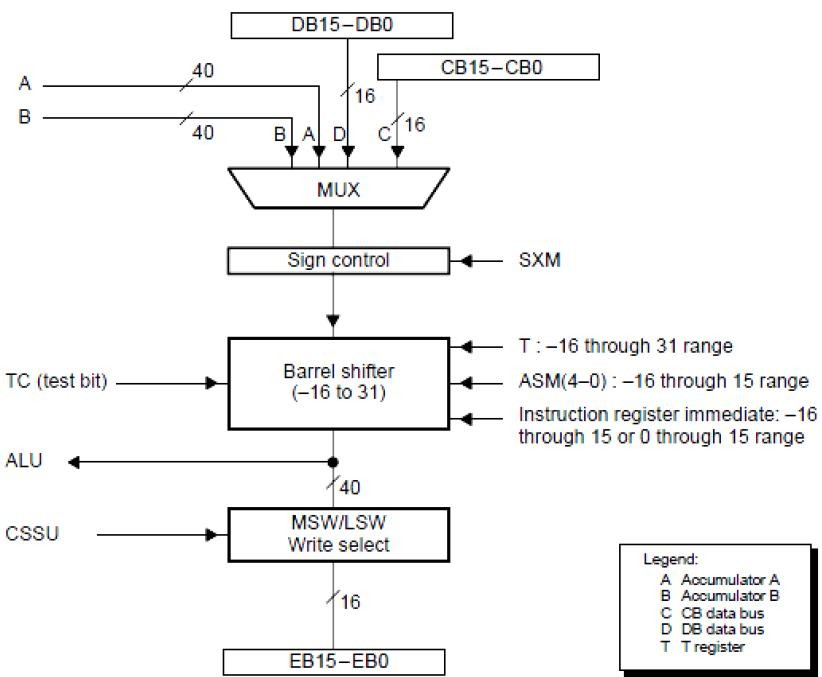 DB15–DB0
CB15–CB0
A
40
16
16
B
40
B A D C
MUX
Sign control
SXM
T : –16 through 31 range
TC (test bit)
Barrel shifter
(–16 to 31)
ASM(4–0) : –16 through 15 range
Instruction register immediate: –16
through 15 or 0 through 15 range
ALU
40
CSSU
MSW/LSW
Write select
16
EB15–EB0
Legend:
A Accumulator A
B Accumulator B
C CB data bus
D DB data bus
T T register